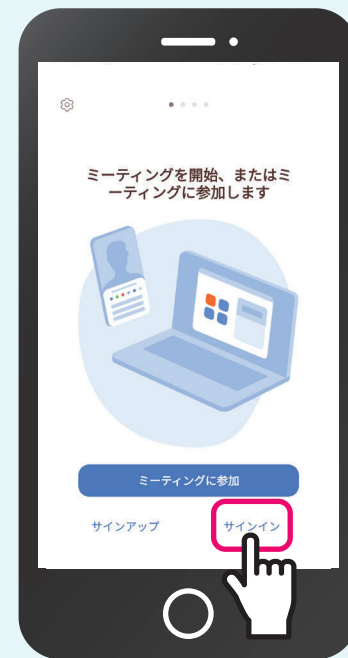 ミーティングを開始、またはミ
ーティングに参加します
ミーティングに参加
サインアップ
サインイン